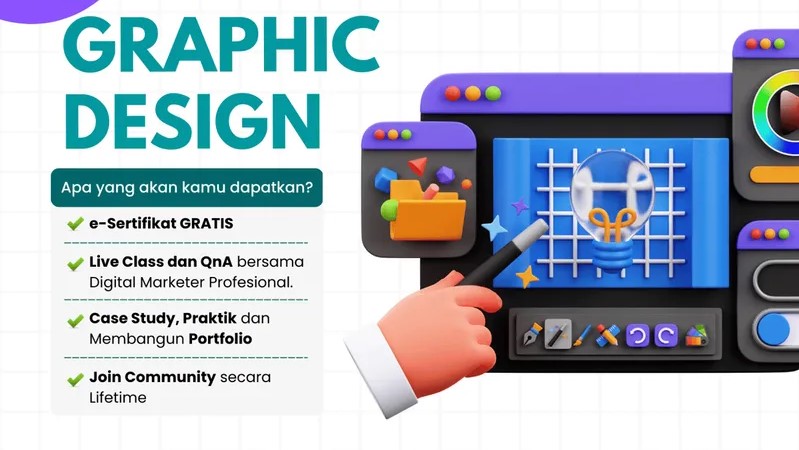 GRAPHIC
DESIGN
Apa yang akan kamu dapatkan?
e-Sertifikat GRATIS
Live Class dan QnA bersama
Digital Marketer Profesional.
Case Study, Praktik dan
Membangun Portfolio
Join Community secara
Lifetime